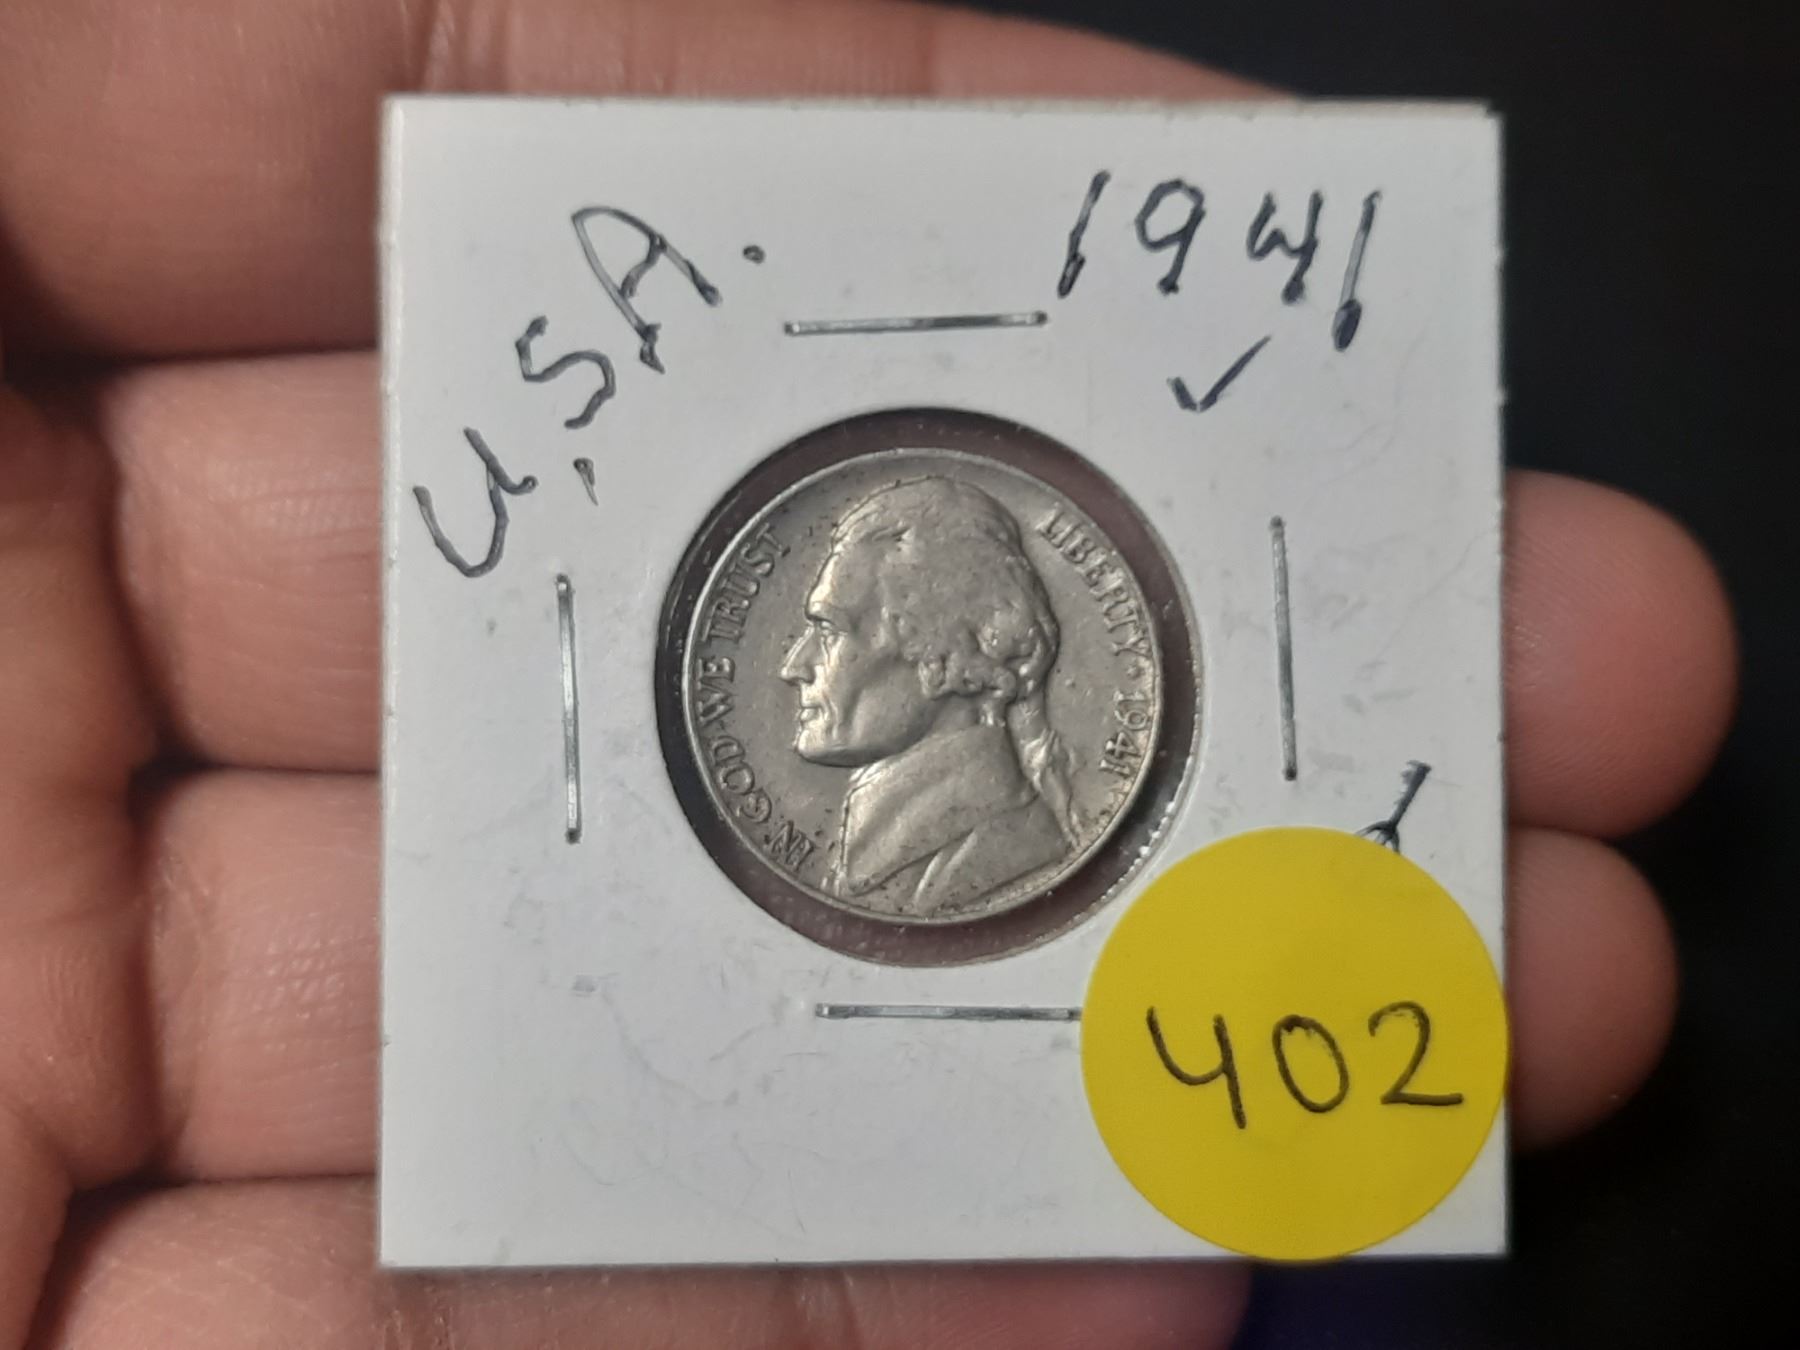 U.S.A.
1941
✓
IN GOD WE TRUST
LIBERTY · 1941
402